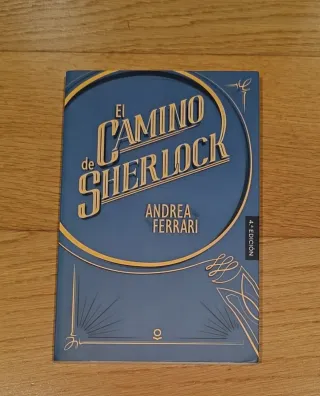 El
CAMINO
de
SHERLOCK
ANDREA
FERRARI
4.ª EDICIÓN